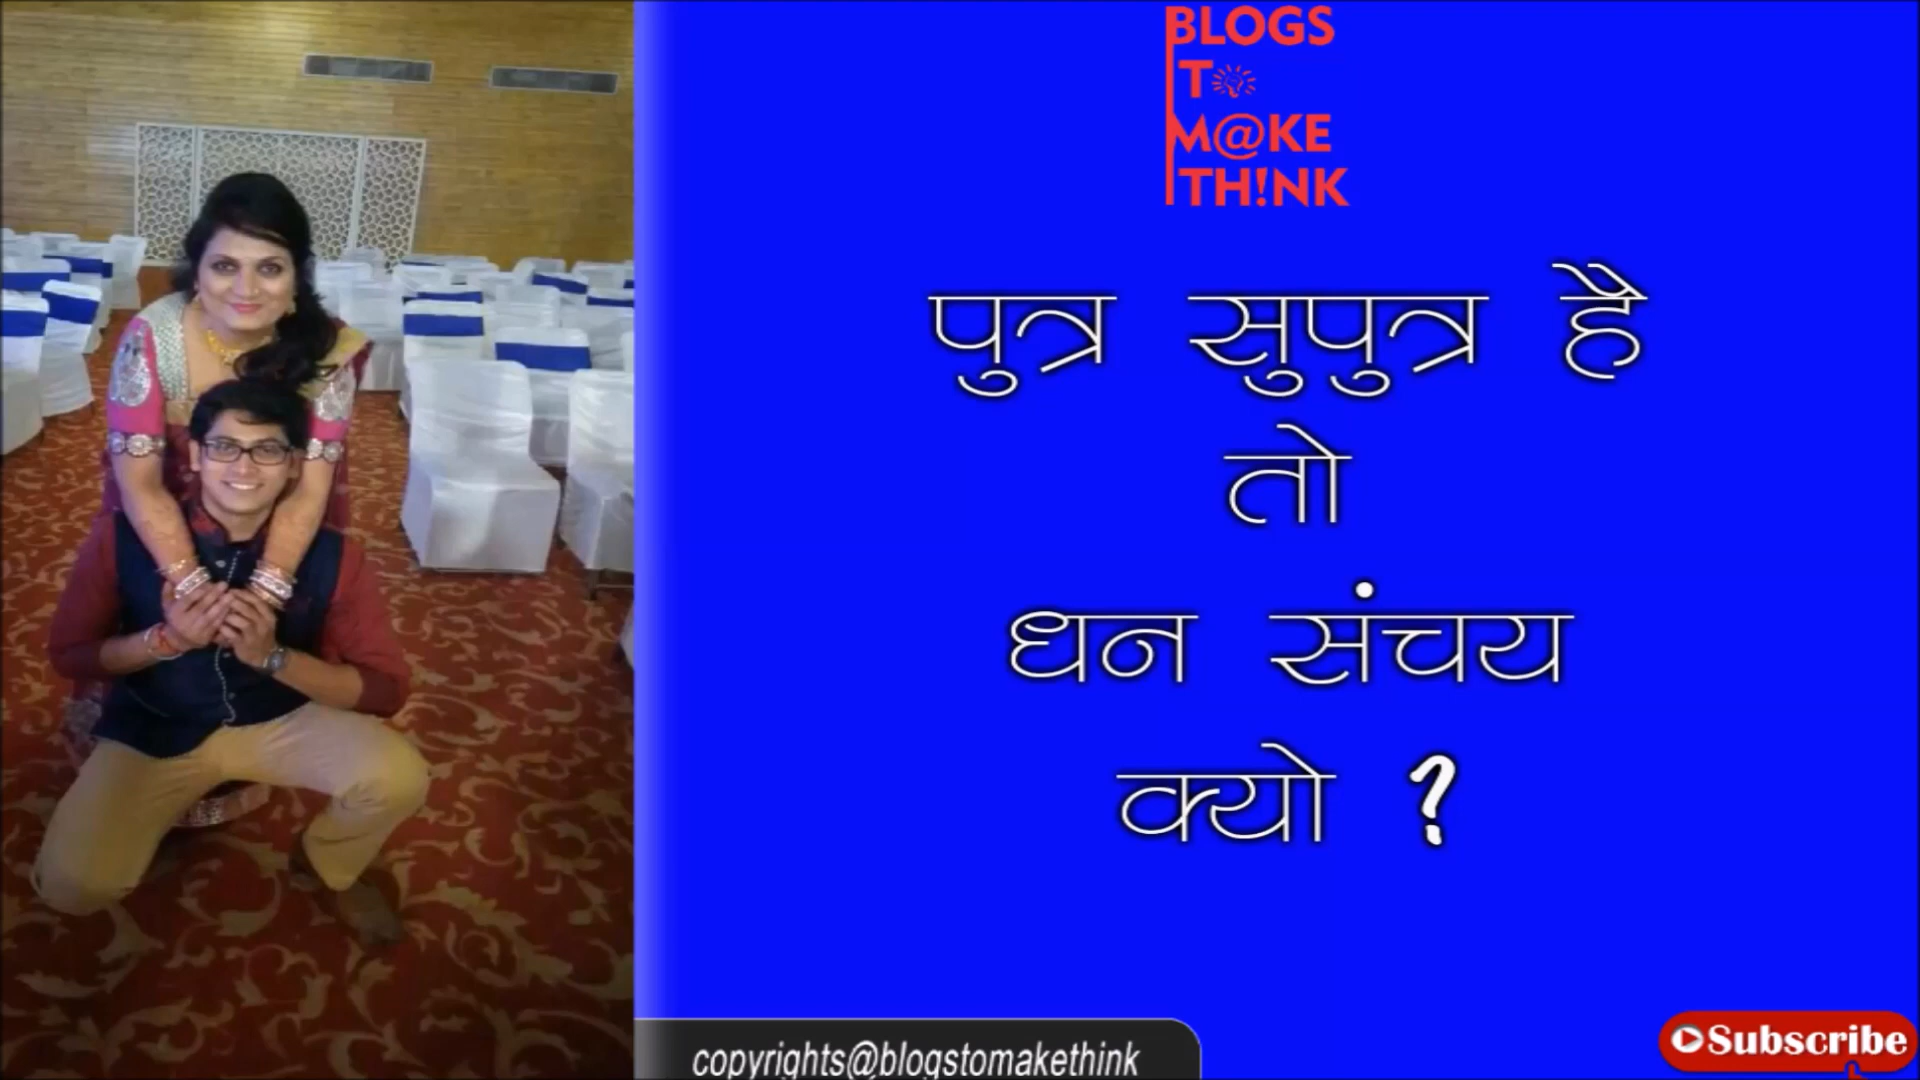 BLOGS
TO
M@KE
TH!NK
पुत्र सुपुत्र है
तो
धन संचय
क्यो ?
copyrights@blogstomakethink
Subscribe